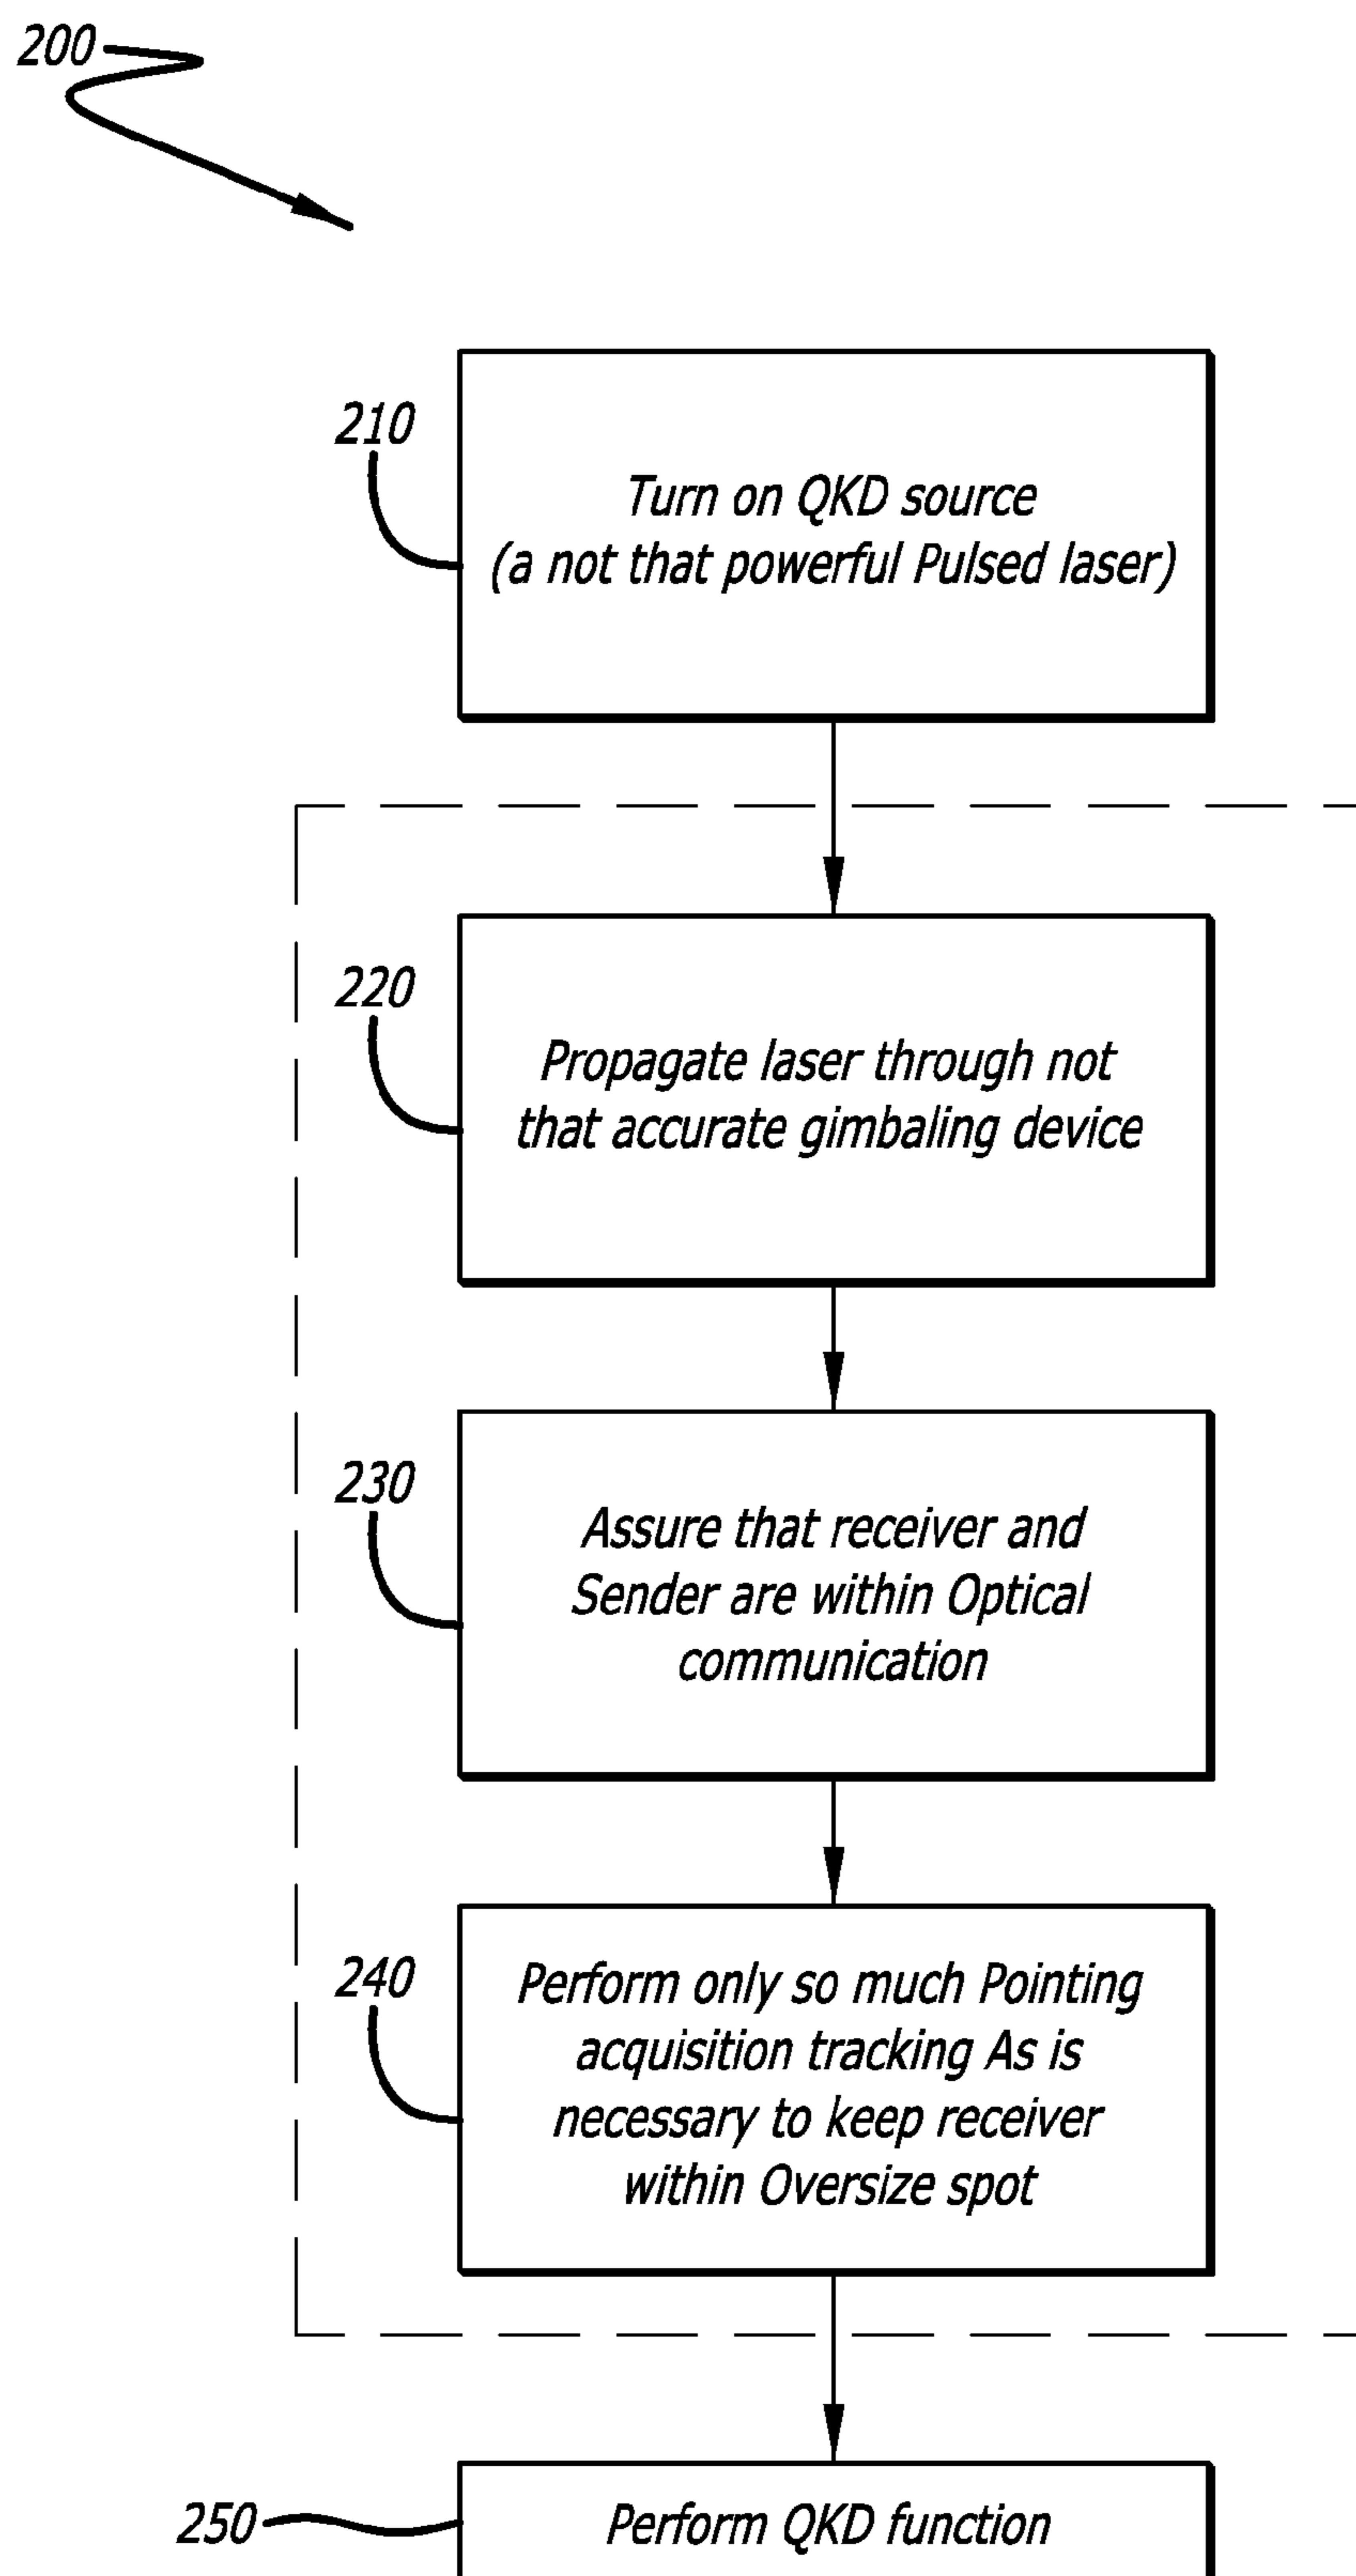 200
210
Turn on QKD source
(a not that powerful Pulsed laser)
220
Propagate laser through not
that accurate gimbaling device
230
Assure that receiver and
Sender are within Optical
communication
240
Perform only so much Pointing
acquisition tracking As is
necessary to keep receiver
within Oversize spot
250
Perform QKD function